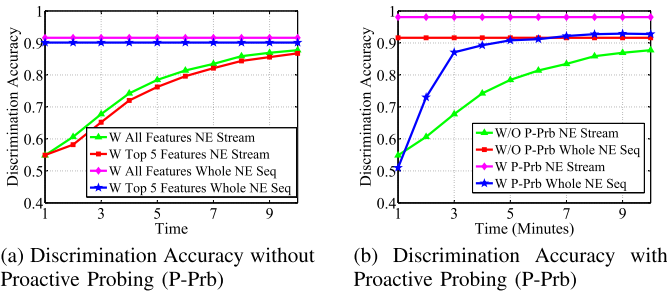 1
0.9
0.8
0.7
0.6
0.5
0.4
Discrimination Accuracy
W All Features NE Stream
W Top 5 Features NE Stream
W All Features Whole NE Seq
W Top 5 Features Whole NE Seq
1 3 5 7 9
Time
(a) Discrimination Accuracy without
Proactive Probing (P-Prb)
1
0.9
0.8
0.7
0.6
0.5
0.4
Discrimination Accuracy
W/O P-Prb NE Stream
W/O P-Prb Whole NE Seq
W P-Prb NE Stream
W P-Prb Whole NE Seq
1 3 5 7 9
Time (Minutes)
(b) Discrimination Accuracy with
Proactive Probing (P-Prb)